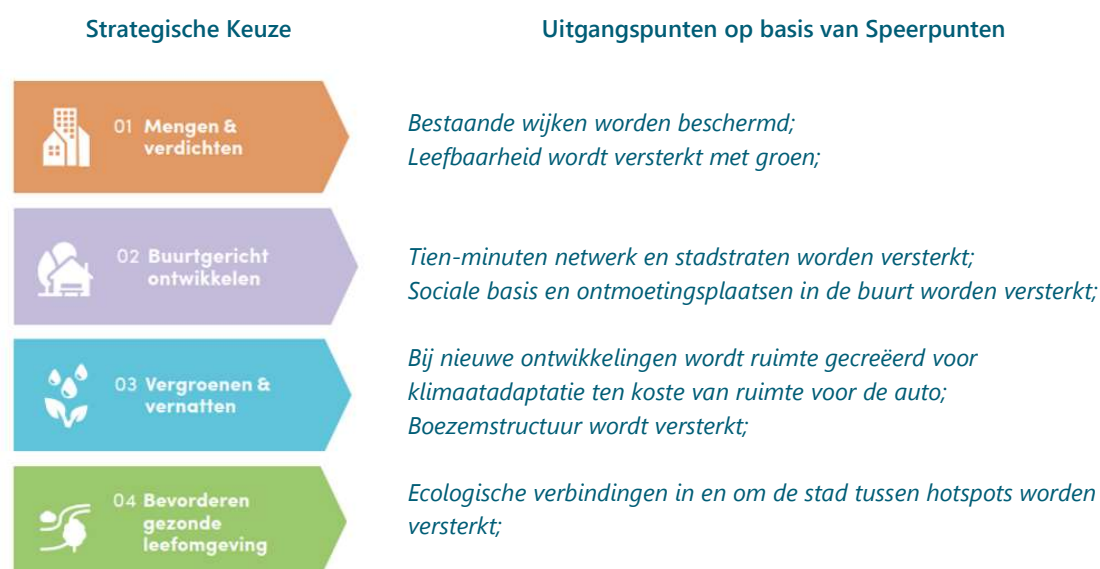 Strategische Keuze
Uitgangspunten op basis van Speerpunten
01 Mengen &
verdichten
Bestaande wijken worden beschermd;
Leefbaarheid wordt versterkt met groen;
02 Buurtgericht
ontwikkelen
Tien-minuten netwerk en stadstraten worden versterkt;
Sociale basis en ontmoetingsplaatsen in de buurt worden versterkt;
03 Vergroenen &
vernatten
Bij nieuwe ontwikkelingen wordt ruimte gecreëerd voor
klimaatadaptatie ten koste van ruimte voor de auto;
Boezemstructuur wordt versterkt;
04 Bevorderen
gezonde
leefomgeving
Ecologische verbindingen in en om de stad tussen hotspots worden
versterkt;